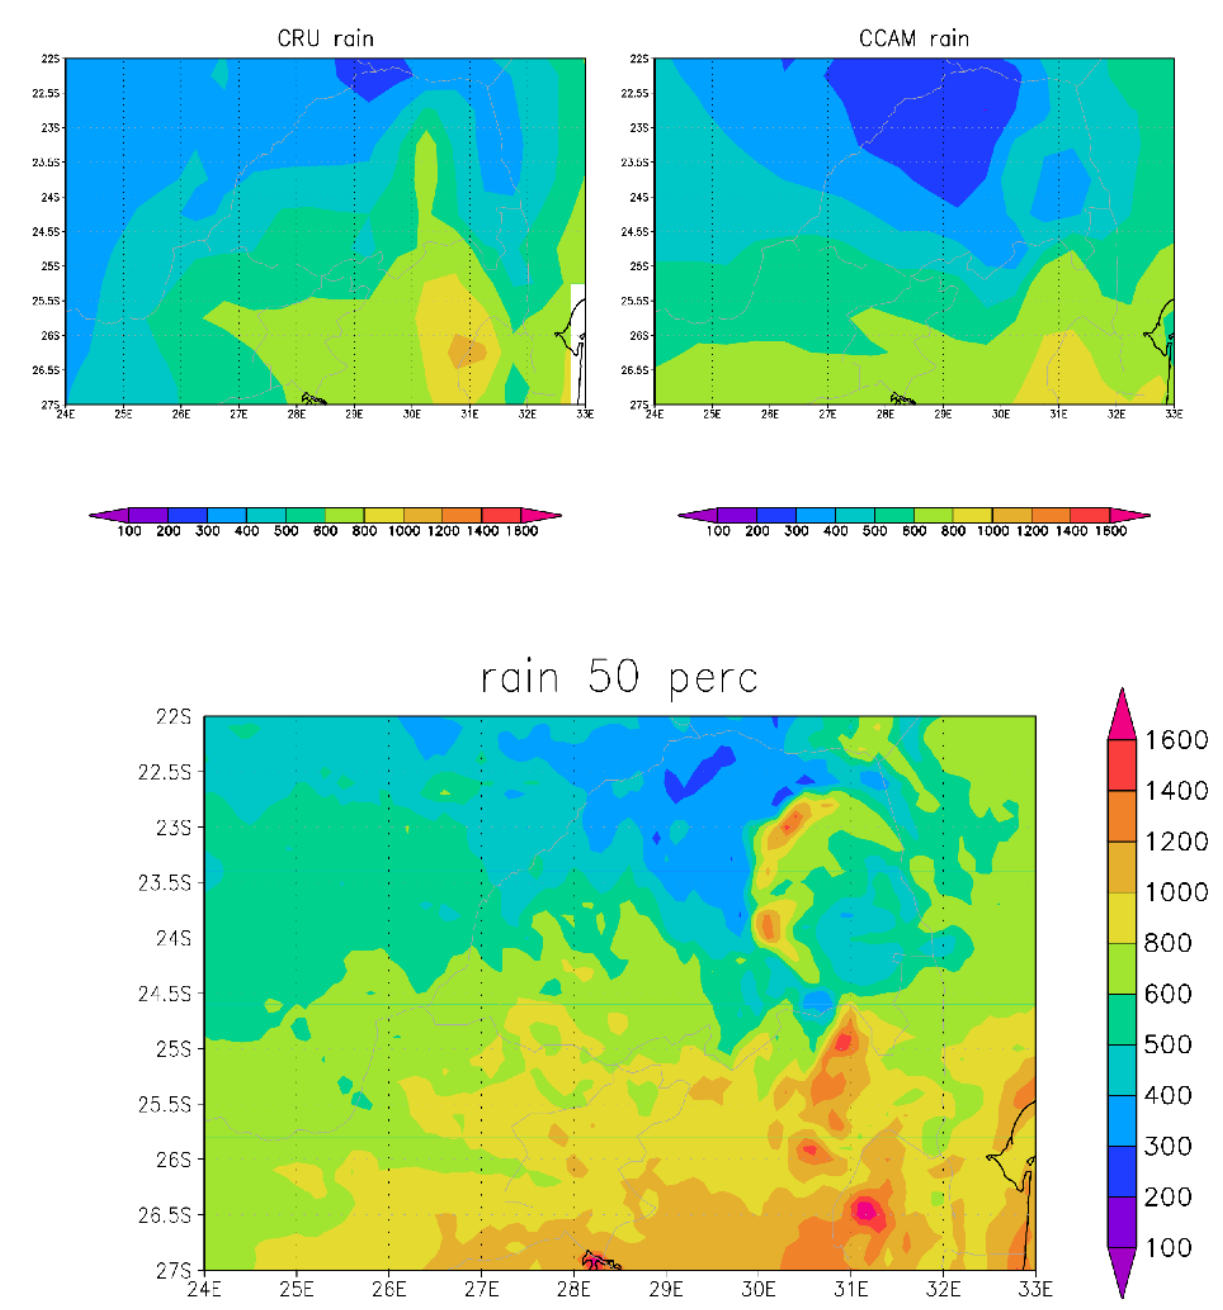 CRU rain
CCAM rain
22S
22.5S
23S
23.5S
24S
24.5S
25S
25.5S
26S
26.5S
27S
24E 25E 26E 27E 28E 29E 30E 31E 32E 33E
22S
22.5S
23S
23.5S
24S
24.5S
25S
25.5S
26S
26.5S
27S
24E 25E 26E 27E 28E 29E 30E 31E 32E 33E
100 200 300 400 500 600 800 1000 1200 1400 1600
100 200 300 400 500 600 800 1000 1200 1400 1600
rain 50 perc
22S
22.5S
23S
23.5S
24S
24.5S
25S
25.5S
26S
26.5S
27S
24E 25E 26E 27E 28E 29E 30E 31E 32E 33E
1600
1400
1200
1000
800
600
500
400
300
200
100